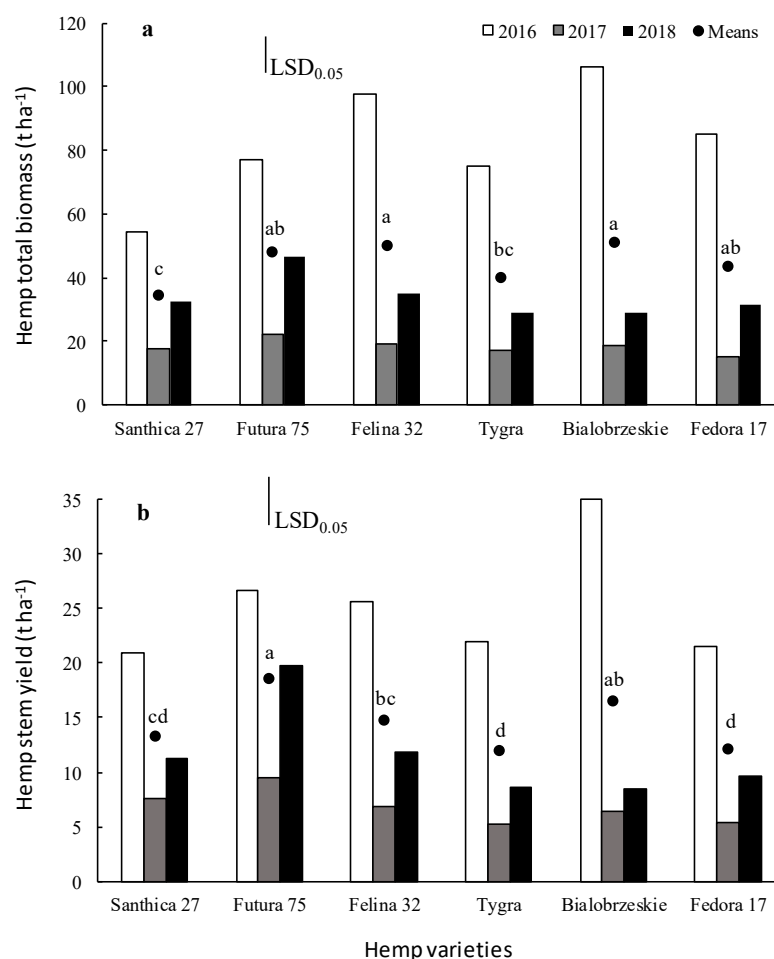 a
2016 2017 2018 Means
LSD0.05
Hemp total biomass (t ha-1)
120
100
80
60
40
20
0
c
ab
a
bc
a
ab
Santhica 27 Futura 75 Felina 32 Tygra Bialobrzeskie Fedora 17
b
LSD0.05
Hemp stem yield (t ha-1)
35
30
25
20
15
10
5
0
cd
a
bc
d
ab
d
Santhica 27 Futura 75 Felina 32 Tygra Bialobrzeskie Fedora 17
Hemp varieties